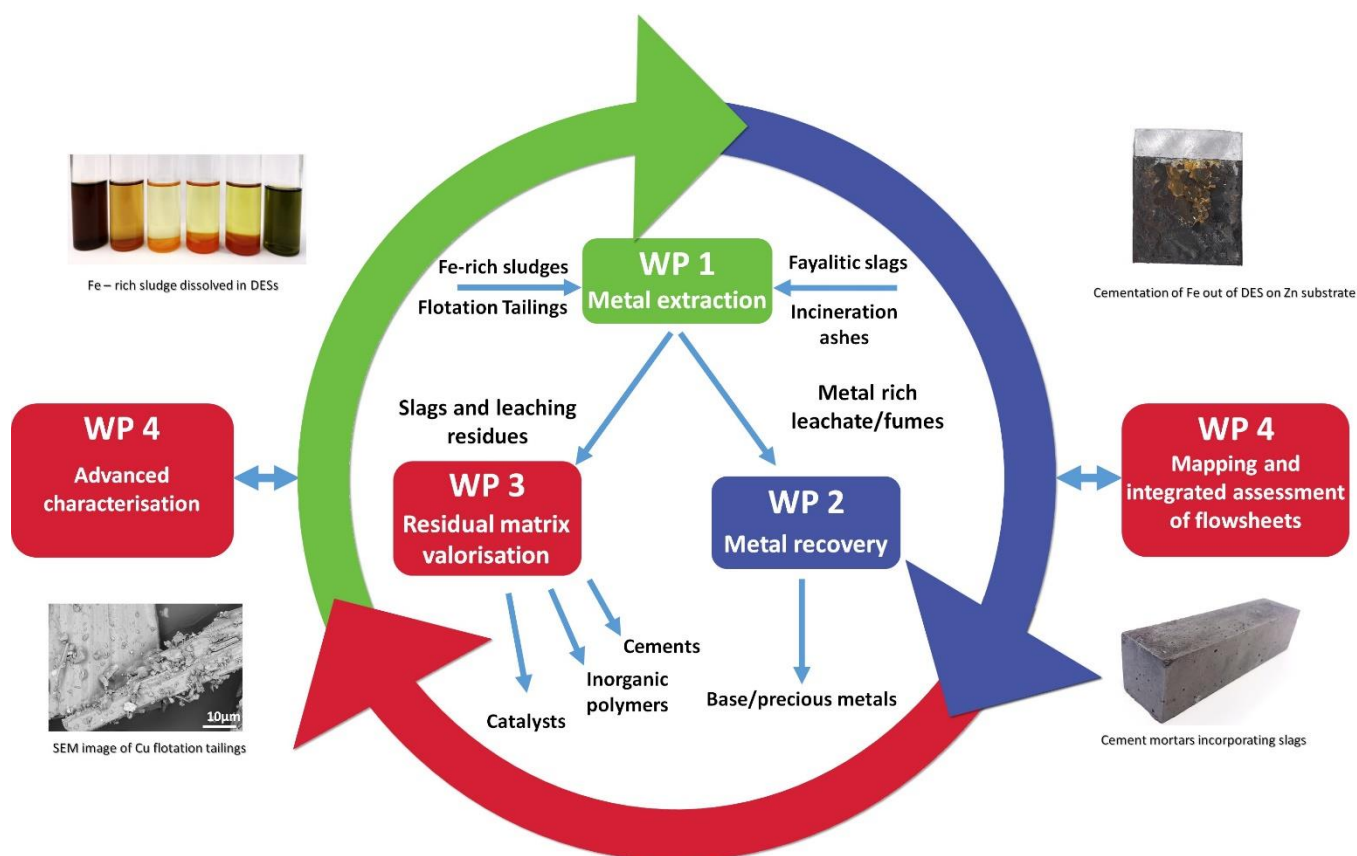 Fe – rich sludge dissolved in DESs
Cementation of Fe out of DES on Zn substrate
Fe-rich sludges
Flotation Tailings
WP 1
Metal extraction
Fayalitic slags
Incineration
ashes
Slags and leaching
residues
Metal rich
leachate/fumes
WP 4
Advanced
characterisation
WP 3
Residual matrix
valorisation
WP 2
Metal recovery
WP 4
Mapping and
integrated assessment
of flowsheets
Cements
Inorganic
polymers
Catalysts
Base/precious metals
10μm
SEM image of Cu flotation tailings
Cement mortars incorporating slags